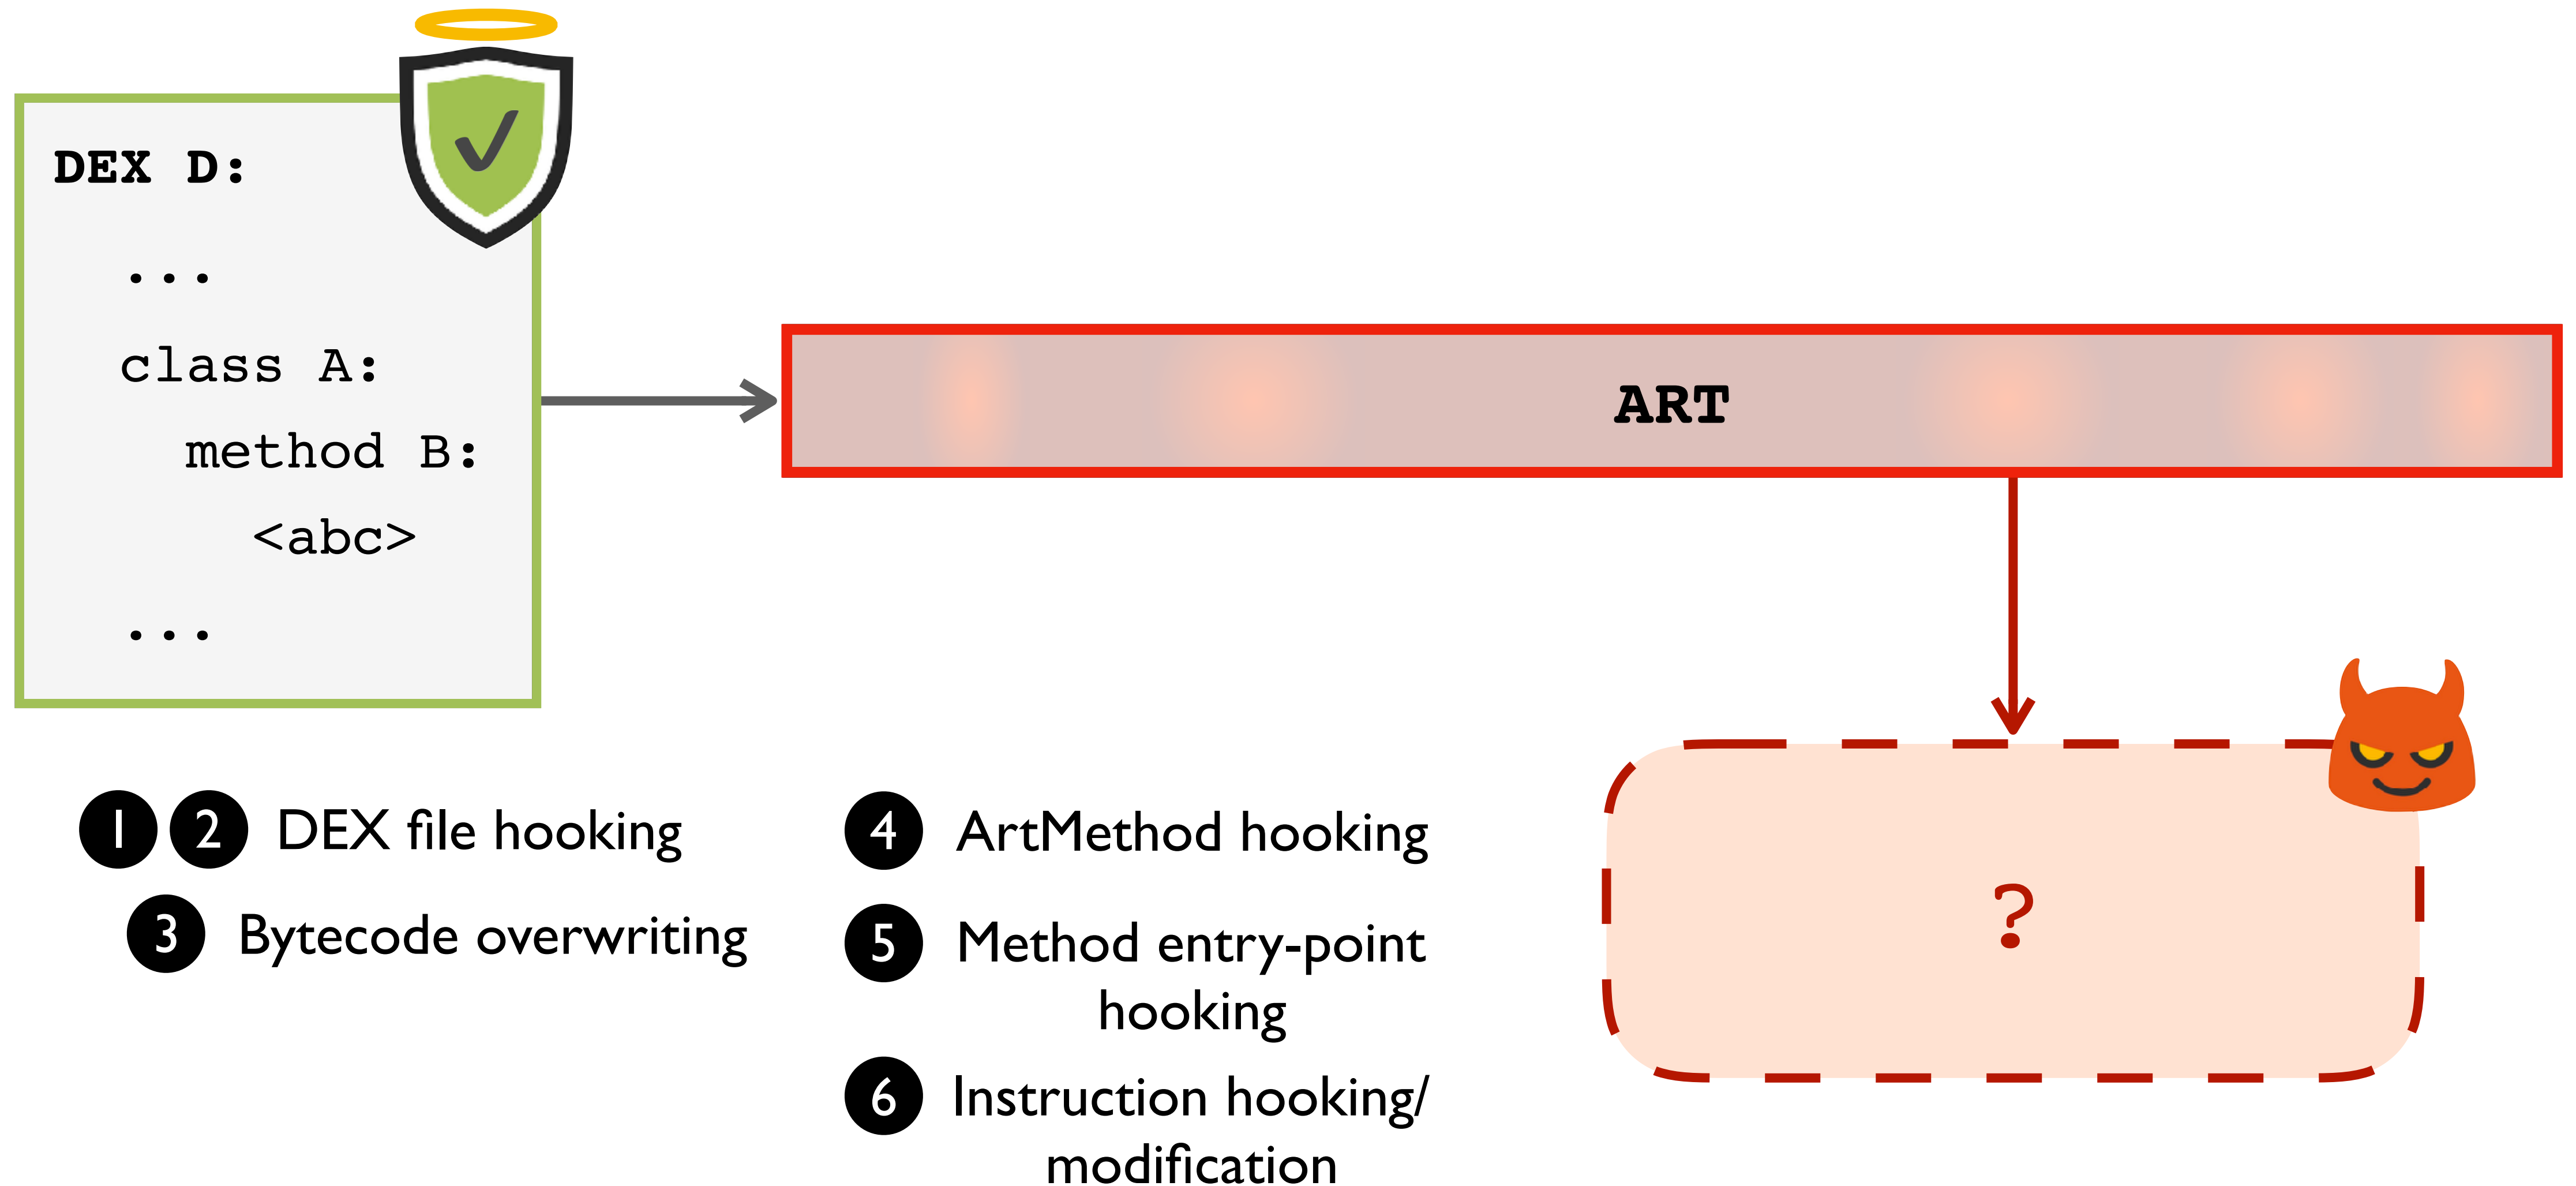 DEX D:
...
class A:
method B:
<abc>
...
ART
1 2 DEX file hooking
3 Bytecode overwriting
4 ArtMethod hooking
5 Method entry-point
hooking
6 Instruction hooking/
modification
?